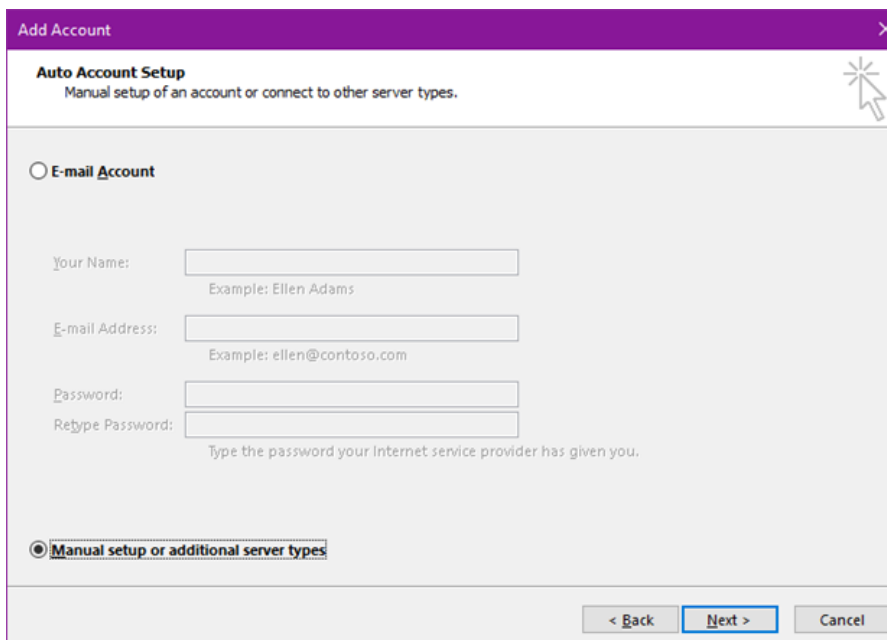 Add Account
Auto Account Setup
Manual setup of an account or connect to other server types.
E-mail Account
Your Name:
Example: Ellen Adams
E-mail Address:
Example: ellen@contoso.com
Password:
Retype Password:
Type the password your Internet service provider has given you.
Manual setup or additional server types
< Back Next > Cancel